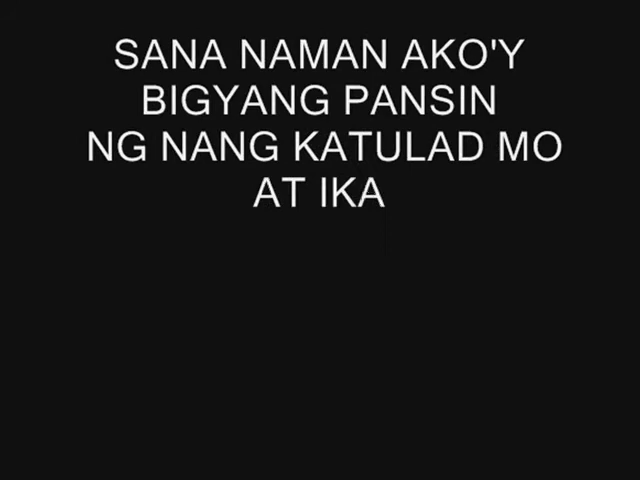 SANA NAMAN AKO'Y
BIGYANG PANSIN
NG NANG KATULAD MO
AT IKA